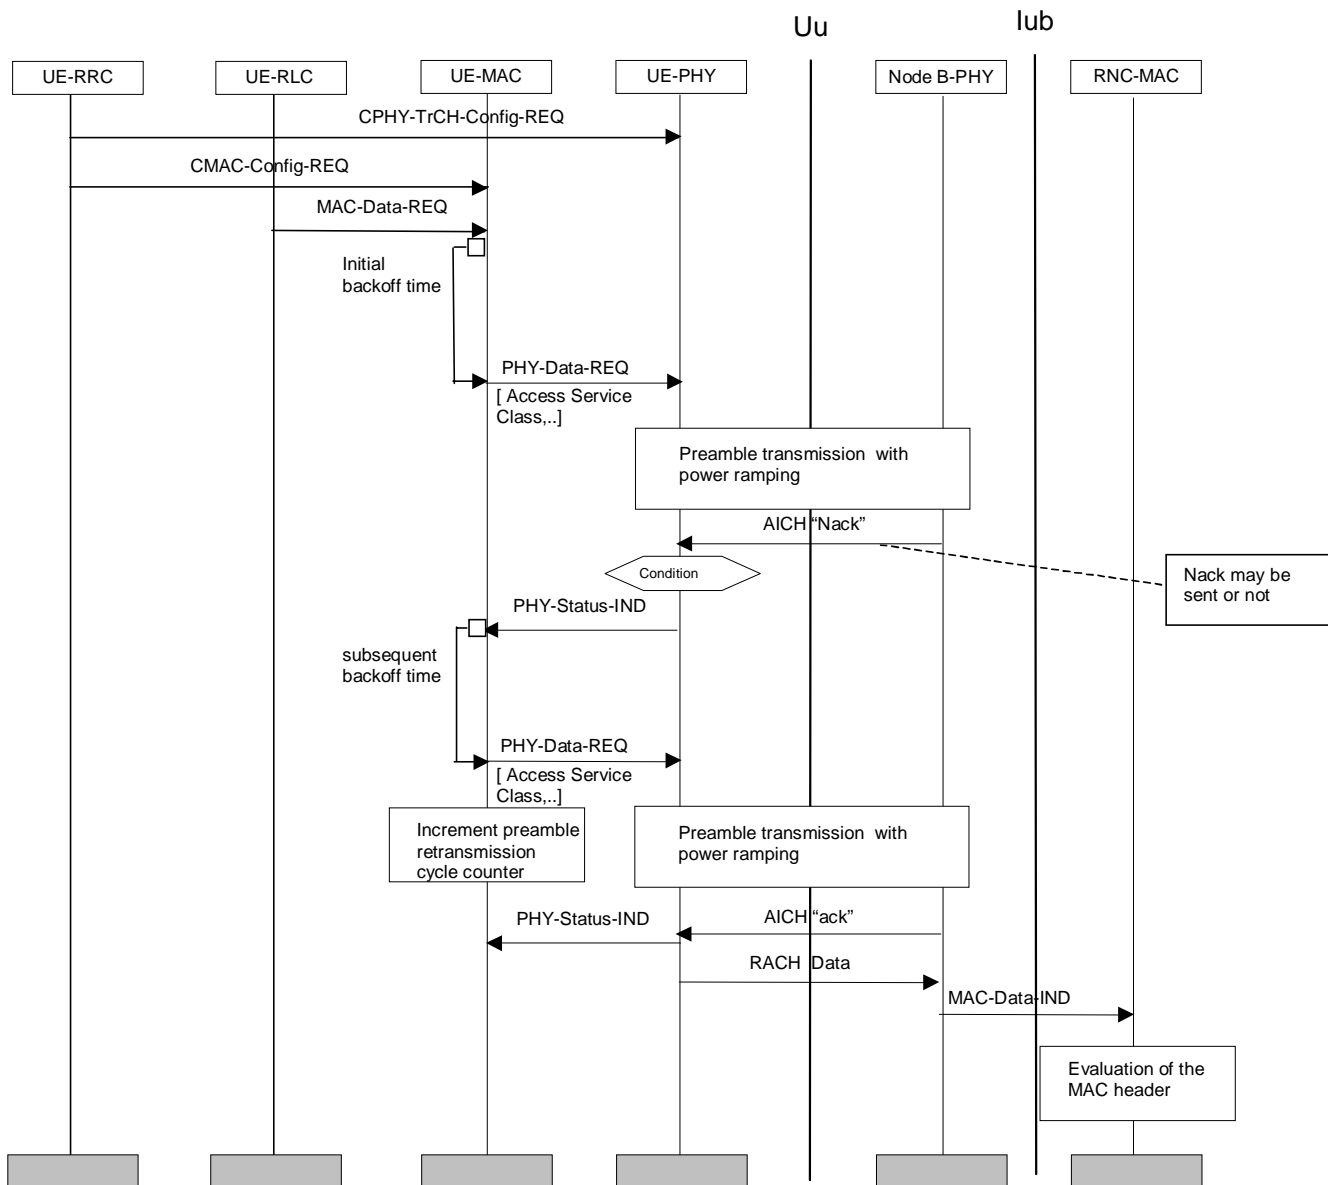 Uu
Iub
UE-RRC
UE-RLC
UE-MAC
UE-PHY
Node B-PHY
RNC-MAC
CPHY-TrCH-Config-REQ
CMAC-Config-REQ
MAC-Data-REQ
Initial
backoff time
PHY-Data-REQ
[ Access Service
Class,..]
Preamble transmission with
power ramping
AICH “Nack”
Condition
Nack may be
sent or not
PHY-Status-IND
subsequent
backoff time
PHY-Data-REQ
[ Access Service
Class,..]
Increment preamble
retransmission
cycle counter
Preamble transmission with
power ramping
AICH “ack”
PHY-Status-IND
RACH Data
MAC-Data-IND
Evaluation of the
MAC header